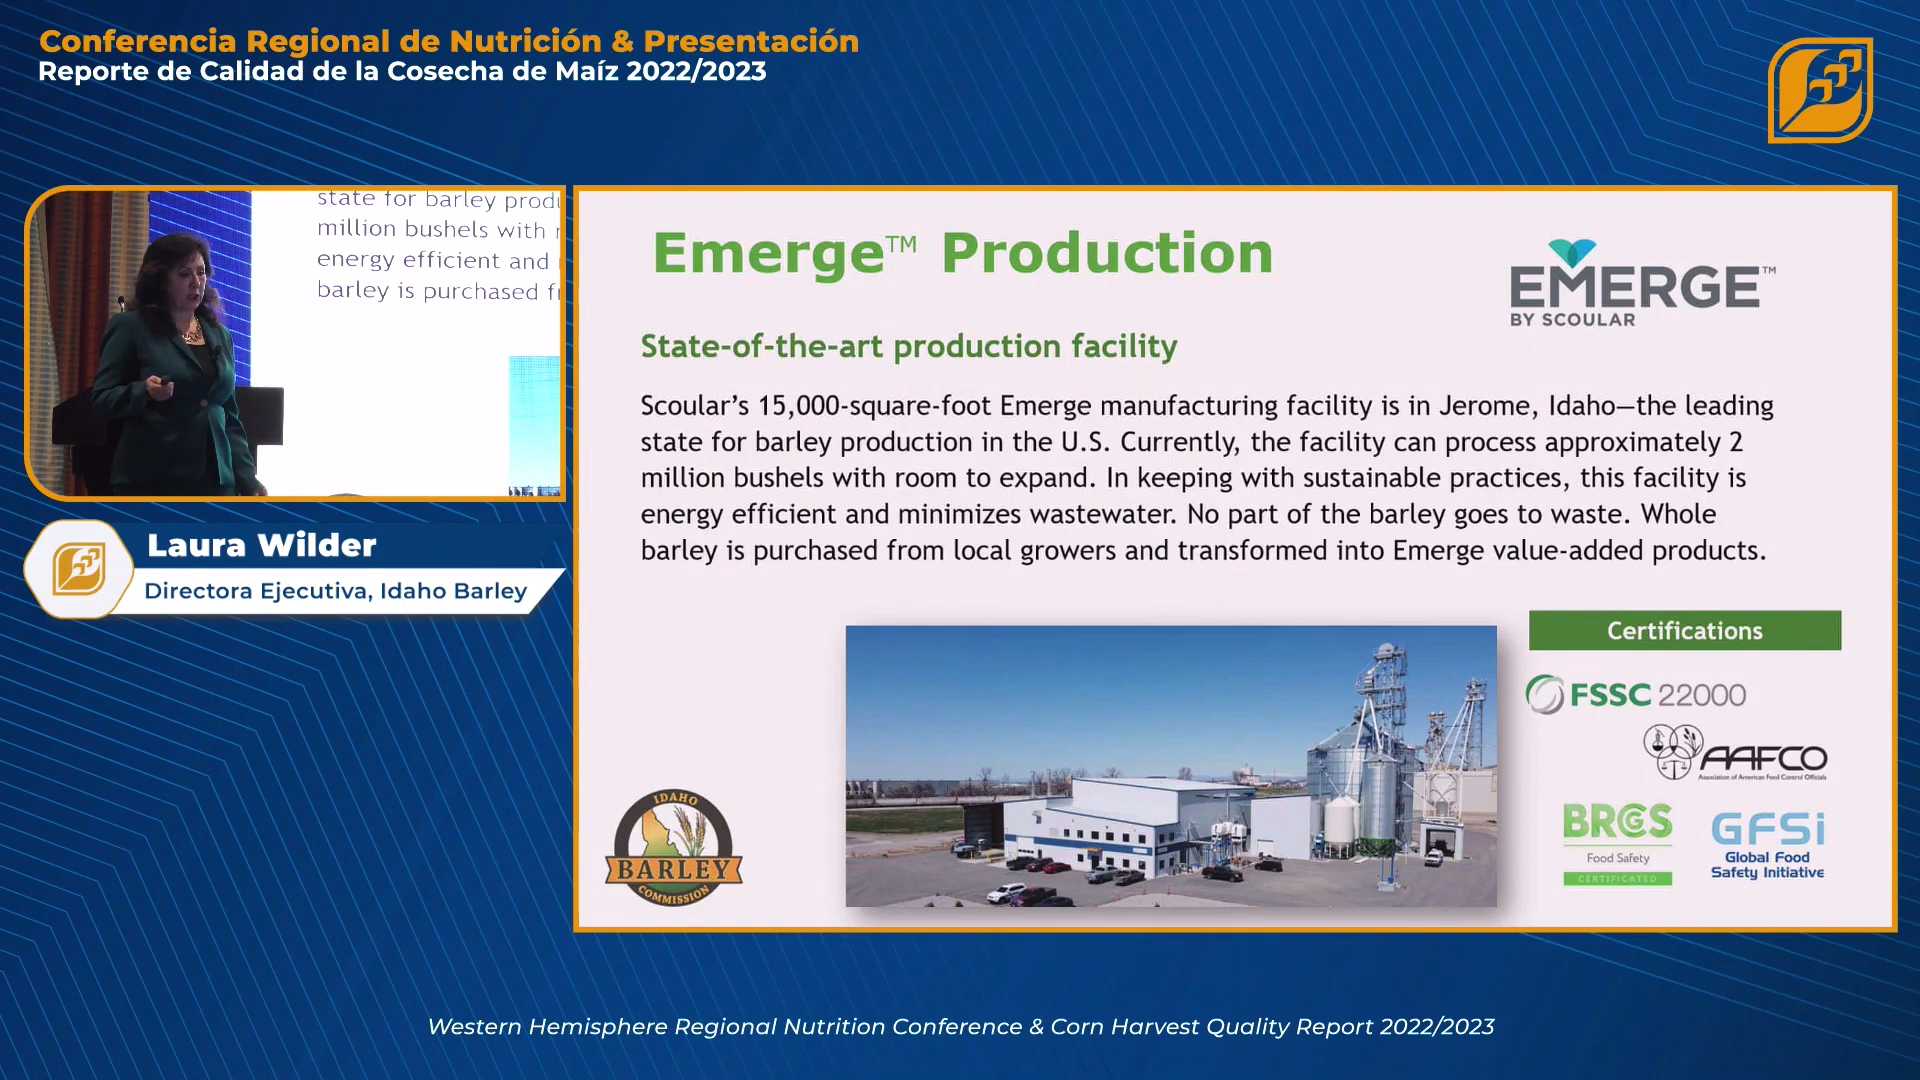 Conferencia Regional de Nutrición & Presentación
Reporte de Calidad de la Cosecha de Maíz 2022/2023
state for barley produ
million bushels with
energy efficient and
barley is purchased
Laura Wilder
Directora Ejecutiva, Idaho Barley
Emerge™ Production
EMERGE™
BY SCOULAR
State-of-the-art production facility
Scoular’s 15,000-square-foot Emerge manufacturing facility is in Jerome, Idaho—the leading
state for barley production in the U.S. Currently, the facility can process approximately 2
million bushels with room to expand. In keeping with sustainable practices, this facility is
energy efficient and minimizes wastewater. No part of the barley goes to waste. Whole
barley is purchased from local growers and transformed into Emerge value-added products.
IDAHO
BARLEY
COMMISSION
Certifications
FSSC 22000
AAFCO
Association of American Feed Control Officials
BRCGS
Food Safety
CERTIFICATED
GFSi
Global Food
Safety Initiative
Western Hemisphere Regional Nutrition Conference & Corn Harvest Quality Report 2022/2023